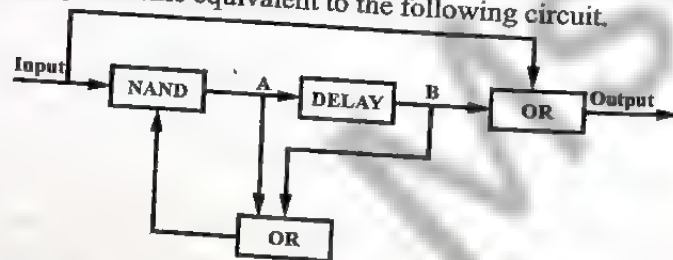 equivalent to the following circuit.
Input
NAND
A
DELAY
B
OR
Output
OR